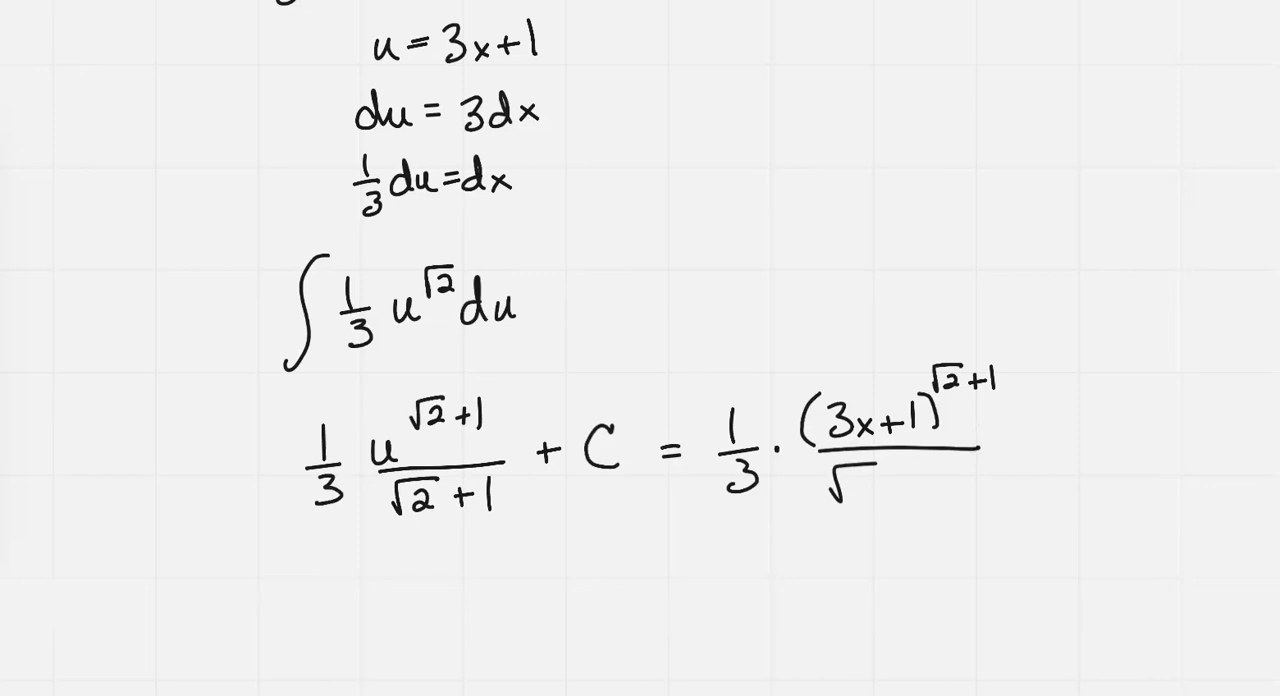 u = 3x+1
du = 3dx
1/3 du = dx
∫ 1/3 u^√2 du
1/3 u^(√2+1)/(√2+1) + C = 1/3 · (3x+1)^(√2+1)/√